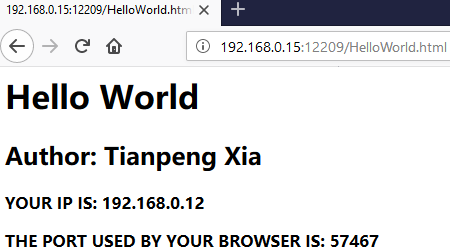 192.168.0.15:12209/HelloWorld.htm
192.168.0.15:12209/HelloWorld.html
Hello World
Author: Tianpeng Xia
YOUR IP IS: 192.168.0.12
THE PORT USED BY YOUR BROWSER IS: 57467